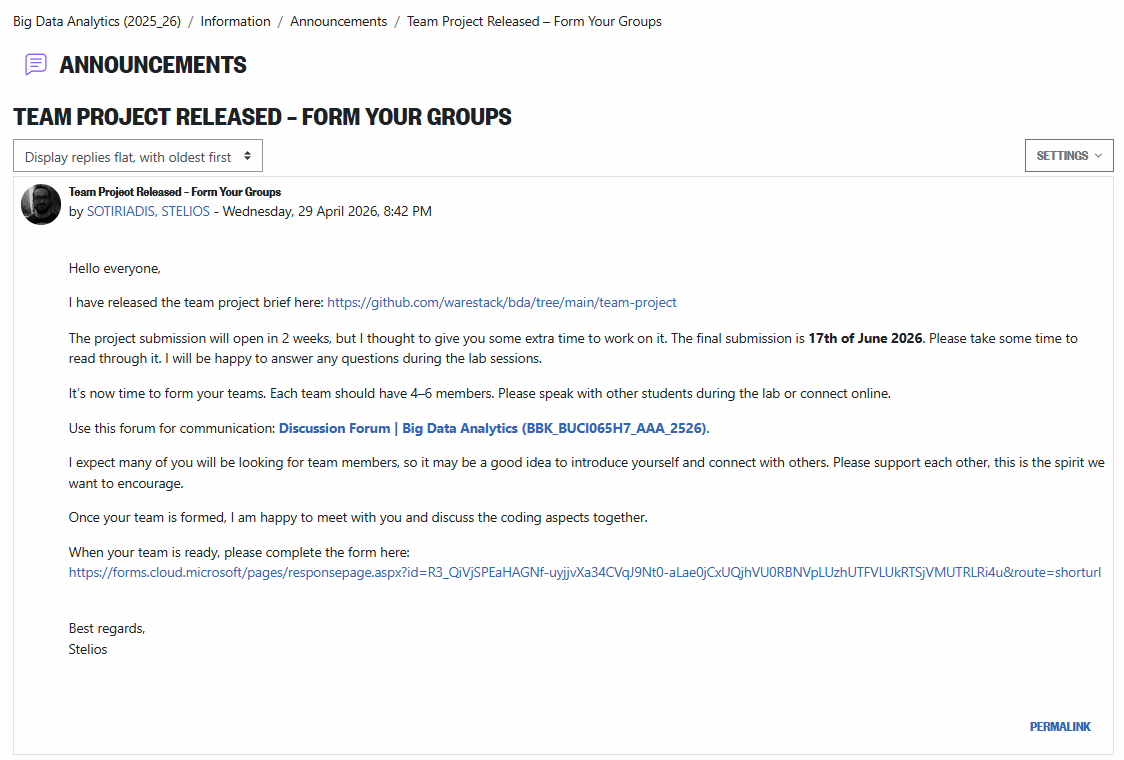 Big Data Analytics (2025_26) / Information / Announcements / Team Project Released – Form Your Groups
ANNOUNCEMENTS
TEAM PROJECT RELEASED – FORM YOUR GROUPS
Display replies flat, with oldest first
SETTINGS
Team Project Released – Form Your Groups
by SOTIRIADIS, STELIOS - Wednesday, 29 April 2026, 8:42 PM
Hello everyone,
I have released the team project brief here: https://github.com/warestack/bda/tree/main/team-project
The project submission will open in 2 weeks, but I thought to give you some extra time to work on it. The final submission is 17th of June 2026. Please take some time to
read through it. I will be happy to answer any questions during the lab sessions.
It's now time to form your teams. Each team should have 4–6 members. Please speak with other students during the lab or connect online.
Use this forum for communication: Discussion Forum | Big Data Analytics (BBK_BUCI065H7_AAA_2526).
I expect many of you will be looking for team members, so it may be a good idea to introduce yourself and connect with others. Please support each other, this is the spirit we
want to encourage.
Once your team is formed, I am happy to meet with you and discuss the coding aspects together.
When your team is ready, please complete the form here:
https://forms.cloud.microsoft/pages/responsepage.aspx?id=R3_QiVjSPEaHAGNf-uyjjvXa34CVqJ9Nt0-aLae0jCxUQjhVU0RBNVpLUzhUTFVLUkRTSjVMUTRLRi4u&route=shorturl
Best regards,
Stelios
PERMALINK